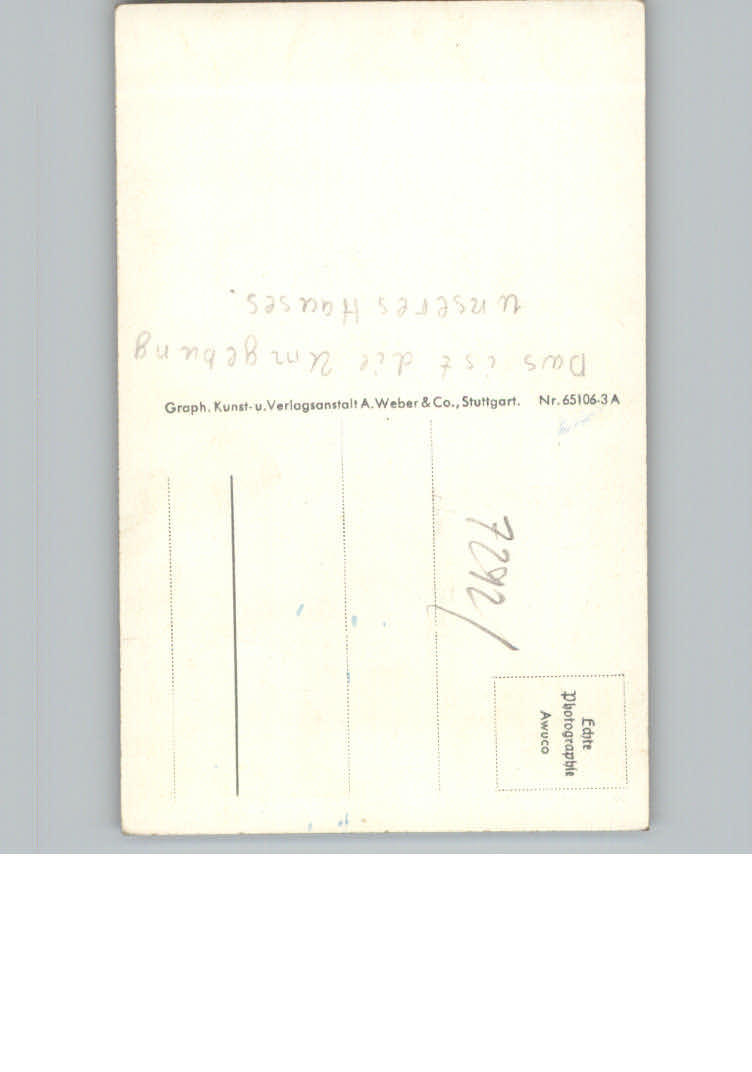 Das ist die Umgebung
unseres Hauses.
Graph. Kunst- u. Verlagsanstalt A. Weber & Co., Stuttgart. Nr. 65106-3 A
7292/
Echte
Photographie
Awuco